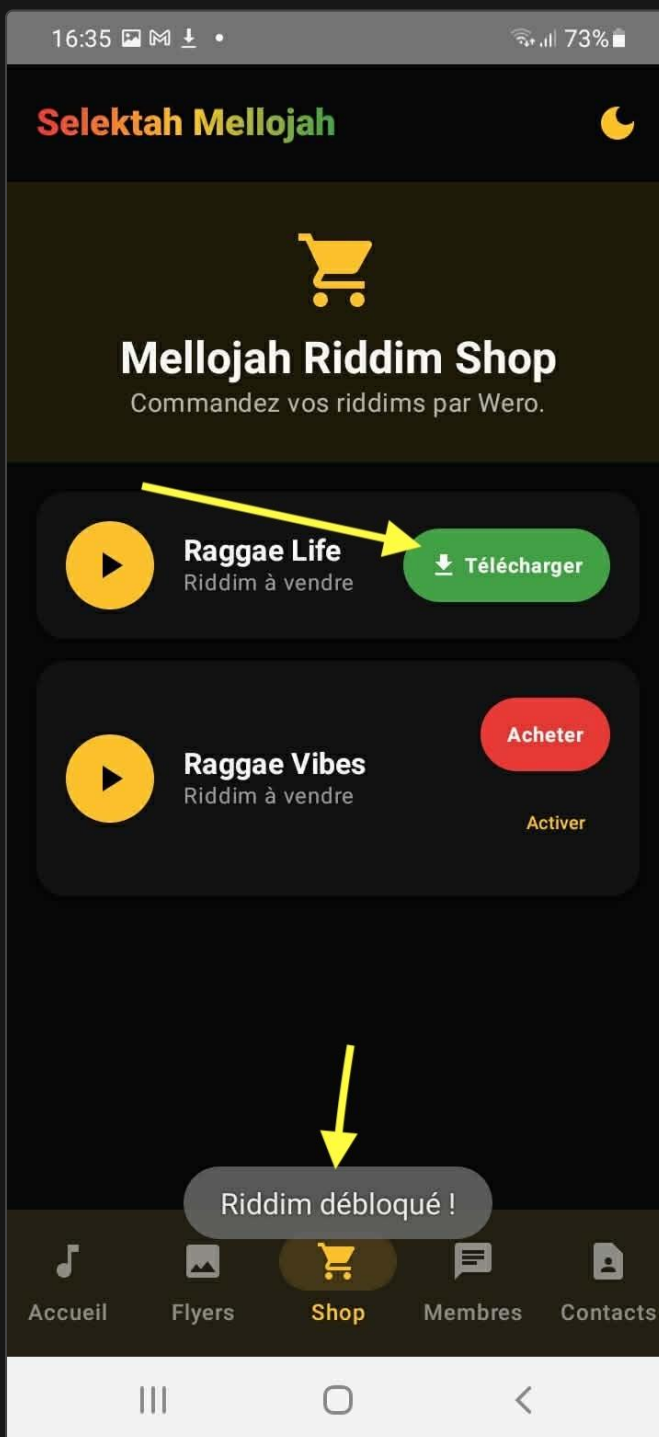 16:35
73%
Selektah Mellojah
Mellojah Riddim Shop
Commandez vos riddims par Wero.
Raggae Life
Riddim à vendre
Télécharger
Raggae Vibes
Riddim à vendre
Acheter
Activer
Riddim débloqué !
Accueil
Flyers
Shop
Membres
Contacts